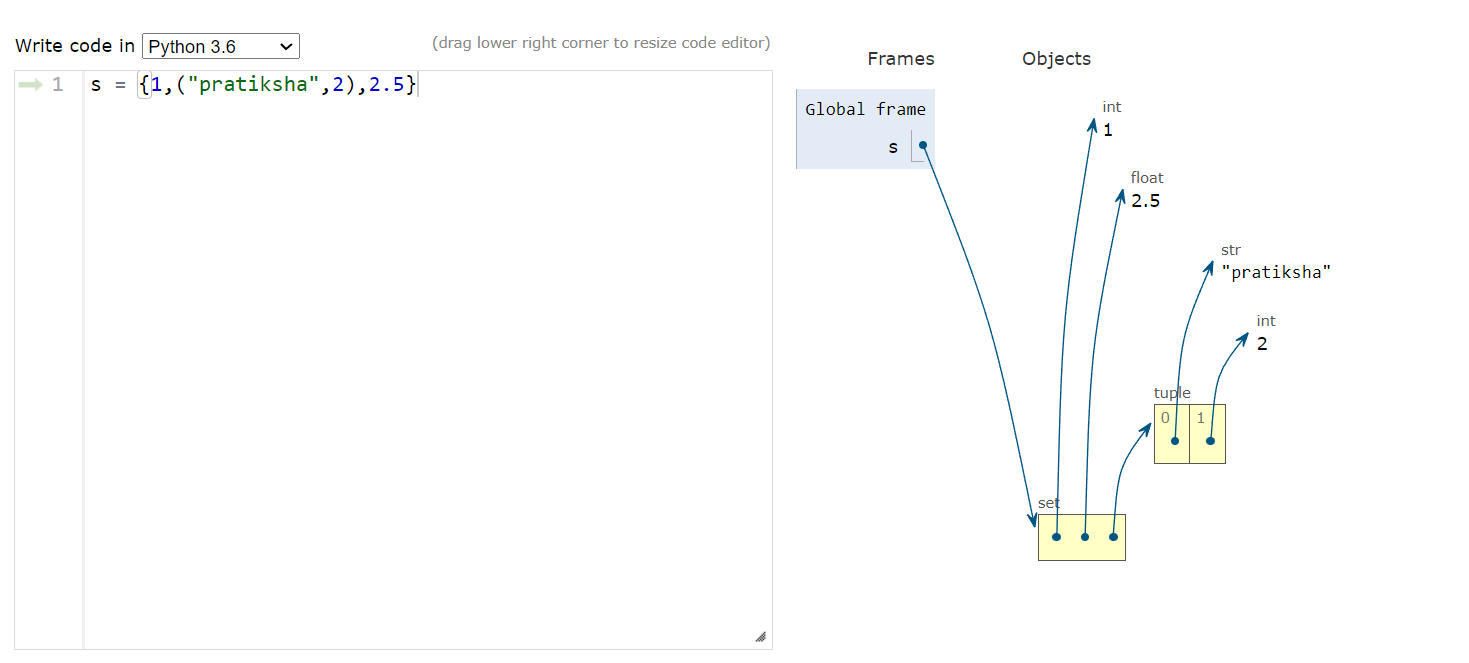 Write code in Python 3.6
(drag lower right corner to resize code editor)
1 s = {1,("pratiksha",2),2.5}
Frames Objects
Global frame
s
int
1
float
2.5
str
"pratiksha"
int
2
tuple
0 1
set